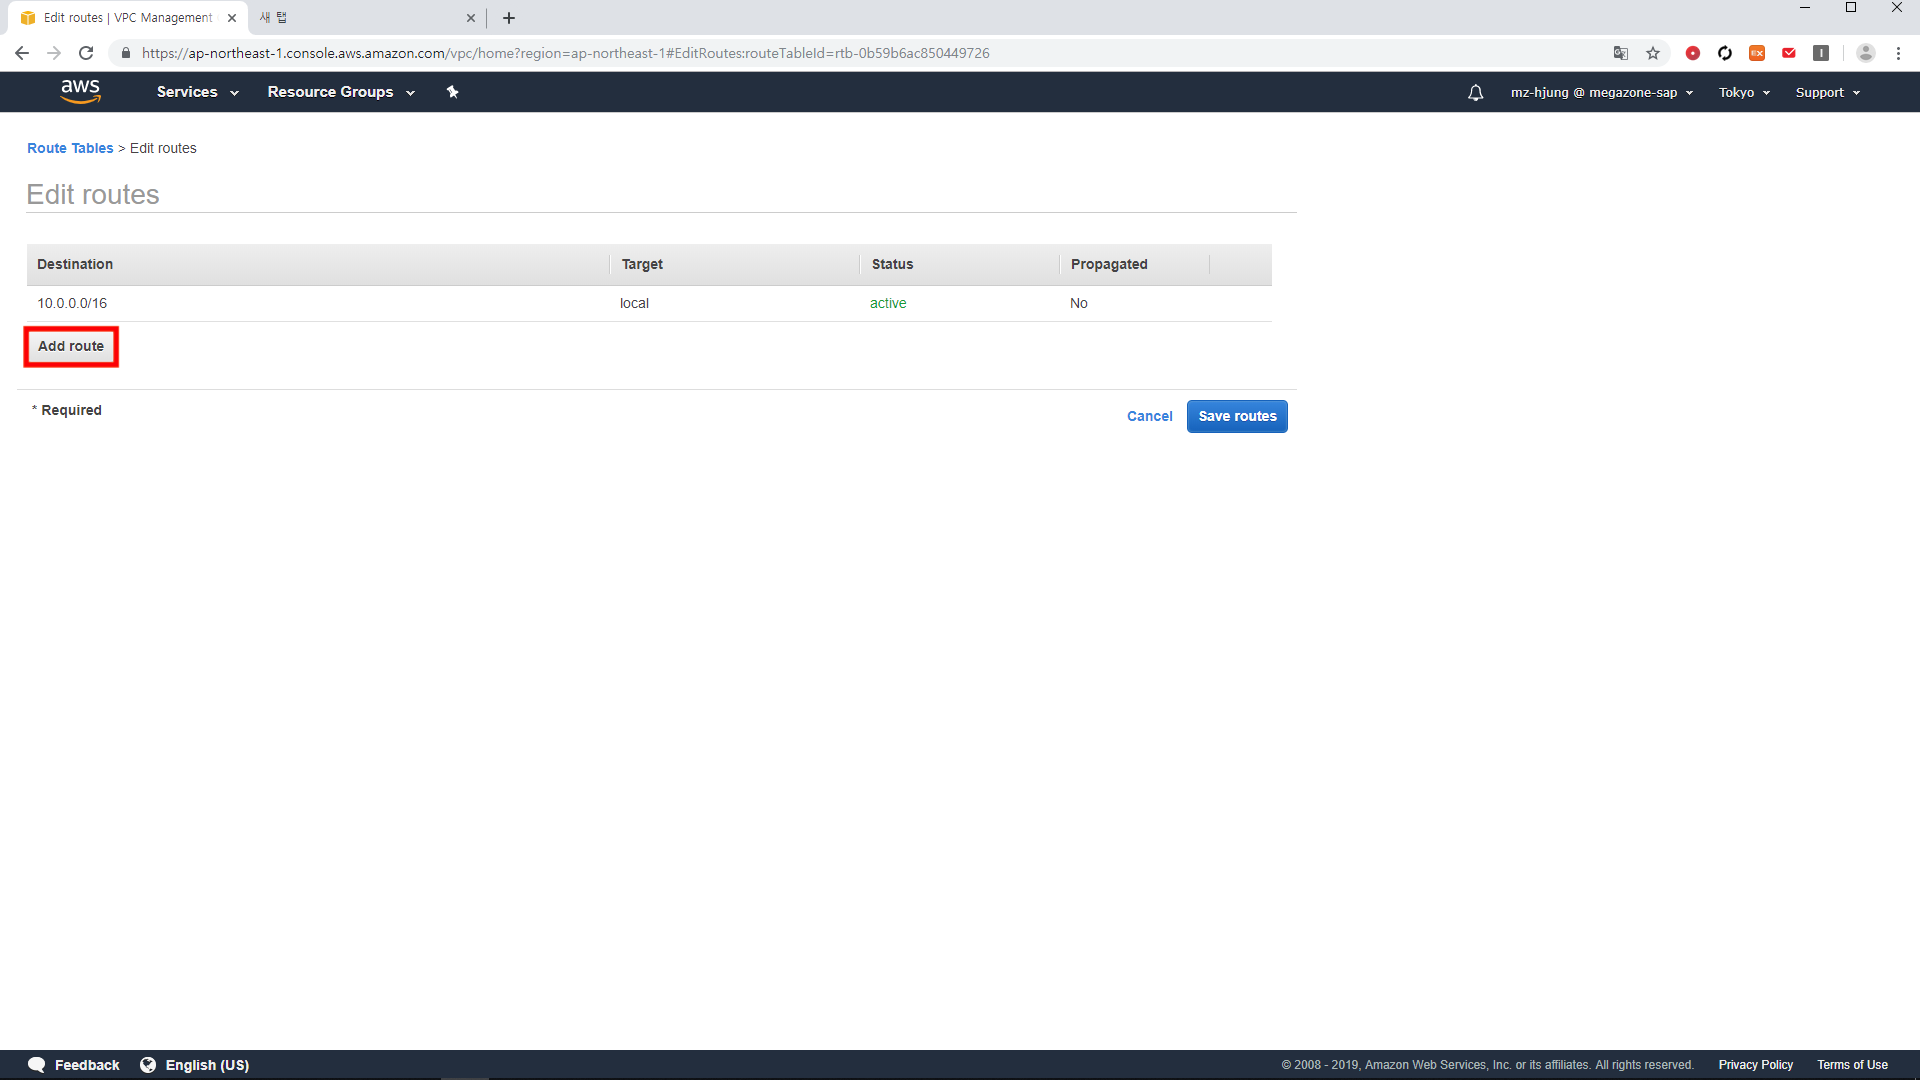 Edit routes | VPC Management
새 탭
https://ap-northeast-1.console.aws.amazon.com/vpc/home?region=ap-northeast-1#EditRoutes:routeTableId=rtb-0b59b6ac850449726
aws Services Resource Groups mz-hjung @ megazone-sap Tokyo Support
Route Tables > Edit routes
Edit routes
Destination Target Status Propagated
10.0.0.0/16 local active No
Add route
* Required
Cancel Save routes
Feedback English (US) © 2008 - 2019, Amazon Web Services, Inc. or its affiliates. All rights reserved. Privacy Policy Terms of Use